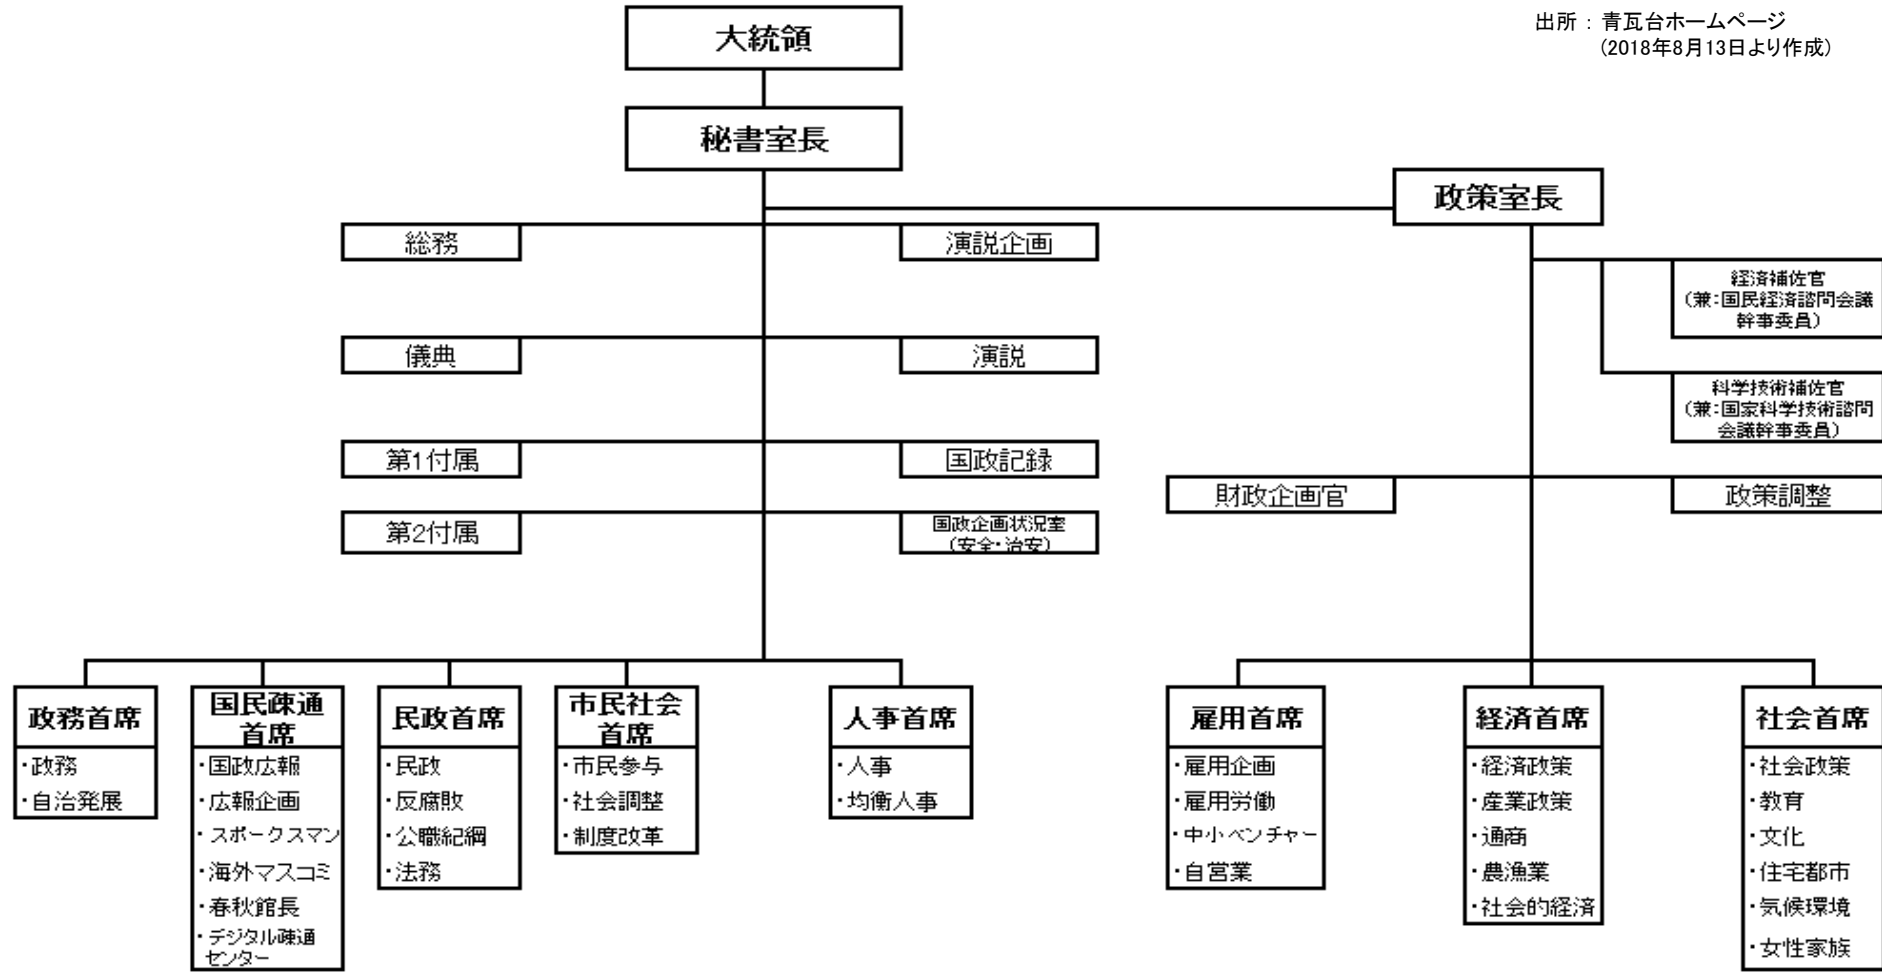 出所：青瓦台ホームページ
(2018年8月13日より作成)
大統領
秘書室長
政策室長
総務
演説企画
経済補佐官
（兼:国民経済諮問会議
幹事委員）
儀典
演説
科学技術補佐官
（兼:国家科学技術諮問
会議幹事委員）
第1付属
国政記録
財政企画官
政策調整
第2付属
国政企画状況室
（安全・治安）
政務首席
・政務
・自治発展
国民疎通
首席
・国政広報
・広報企画
・スポークスマン
・海外マスコミ
・春秋館長
・デジタル疎通
センター
民政首席
・民政
・反腐敗
・公職紀綱
・法務
市民社会
首席
・市民参与
・社会調整
・制度改革
人事首席
・人事
・均衡人事
雇用首席
・雇用企画
・雇用労働
・中小ベンチャー
・自営業
経済首席
・経済政策
・産業政策
・通商
・農漁業
・社会的経済
社会首席
・社会政策
・教育
・文化
・住宅都市
・気候環境
・女性家族